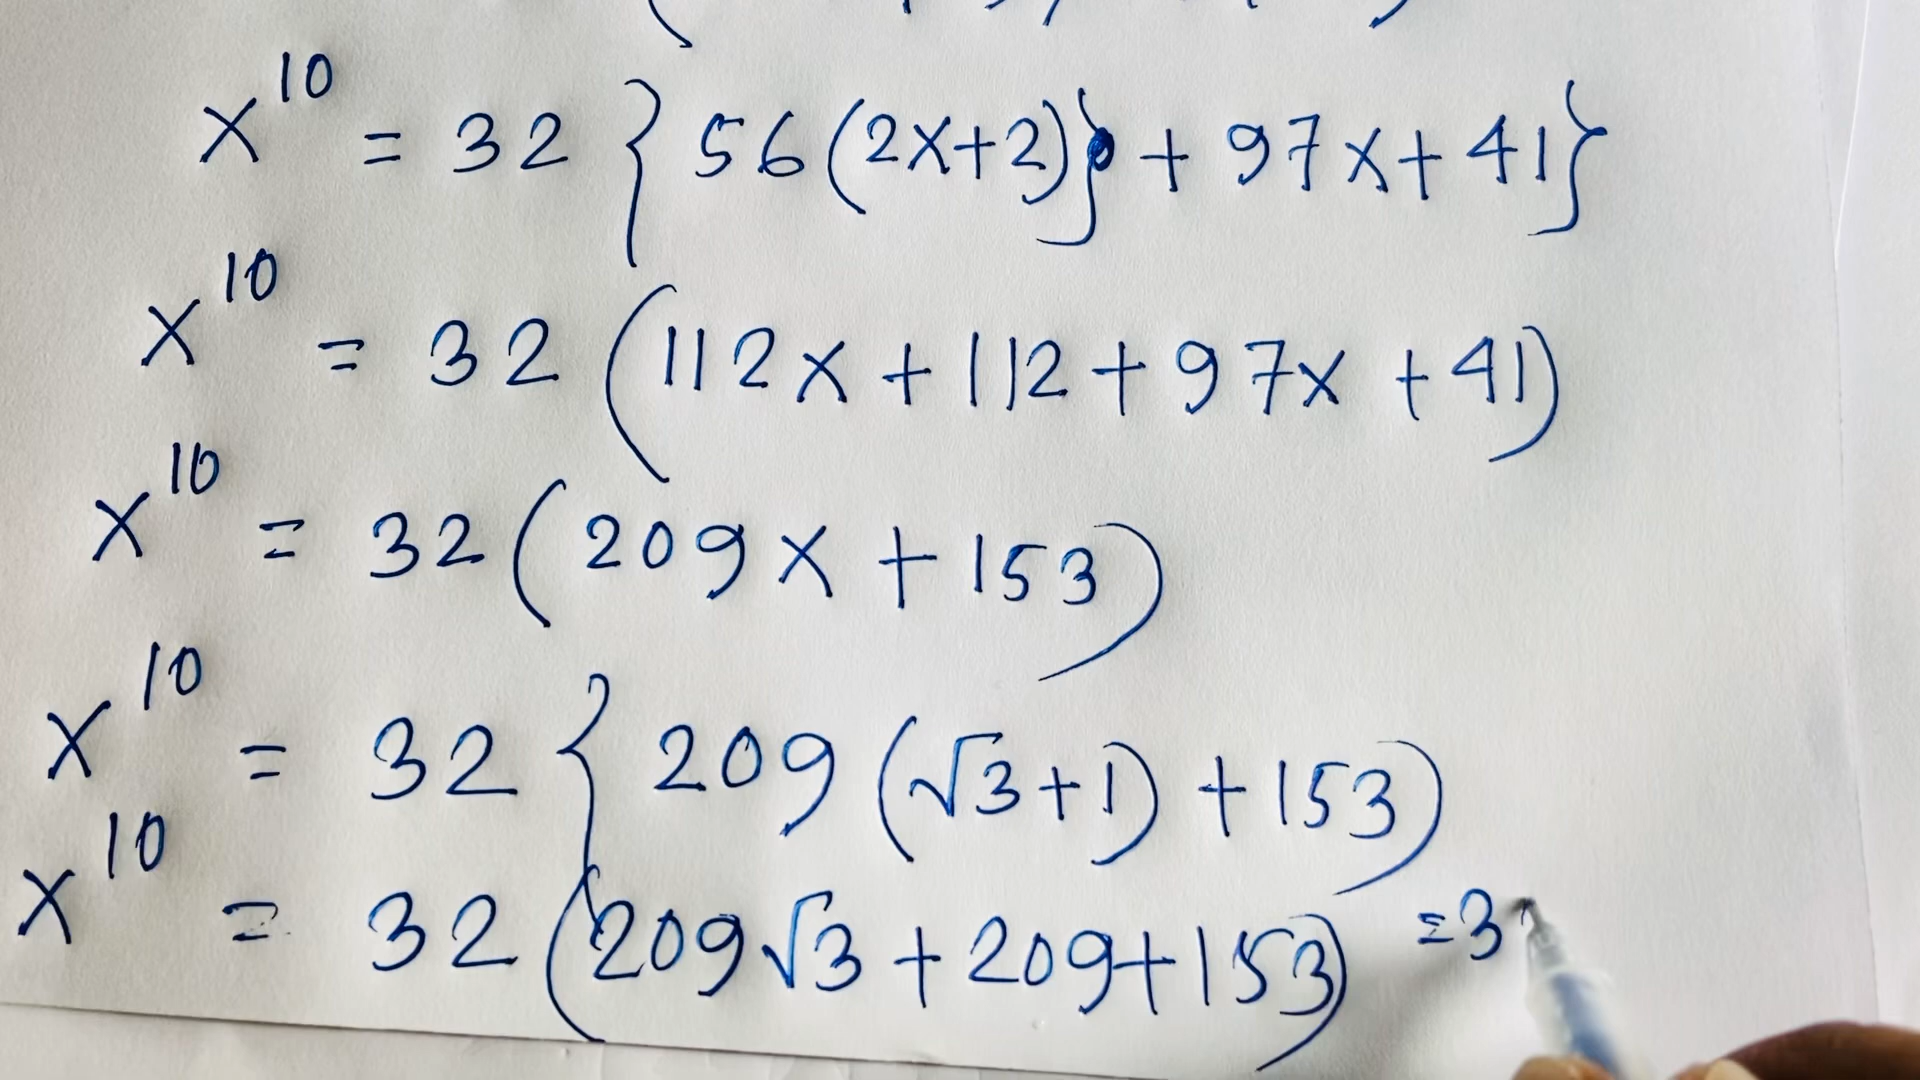 x^10 = 32 { 56(2x+2)} + 97x+41}
x^10 = 32 (112x+112+97x+41)
x^10 = 32(209x+153)
x^10 = 32 { 209(√3+1)+153)
x^10 = 32 (209√3+209+153) =3